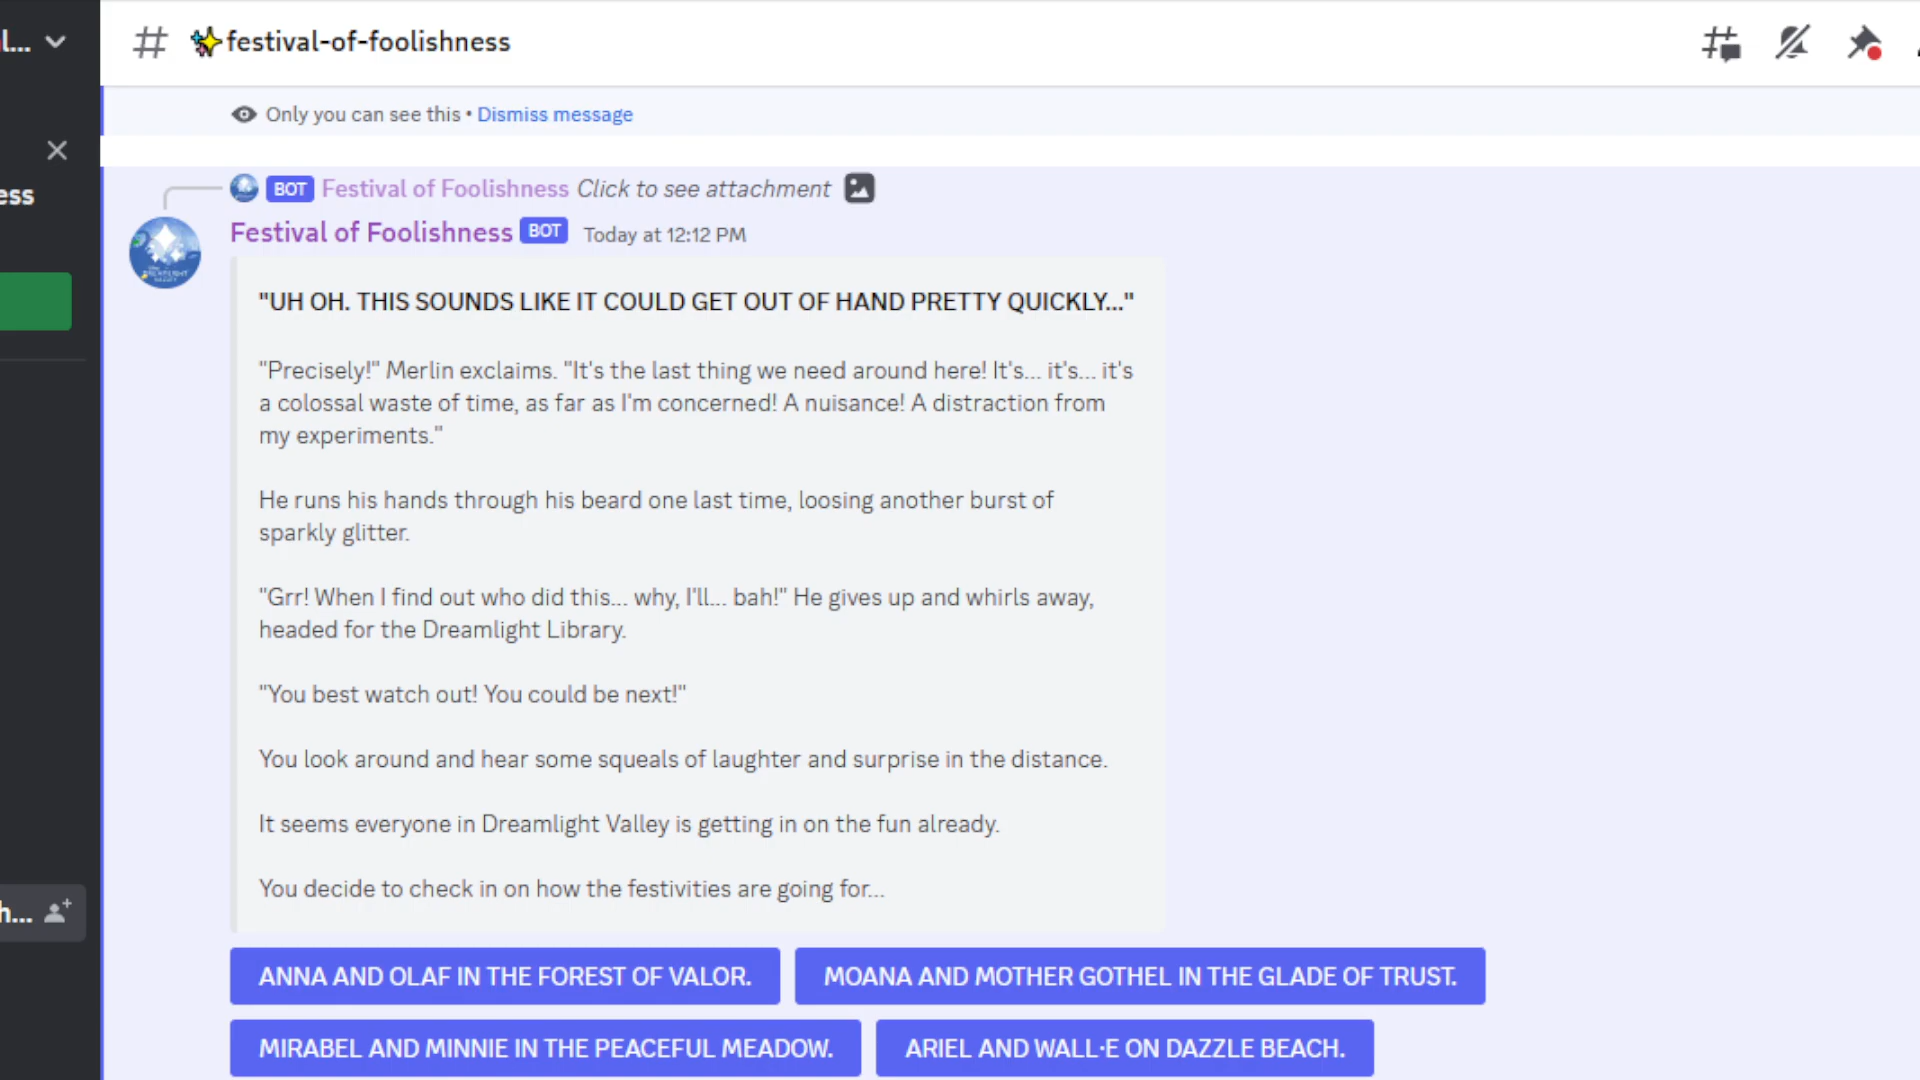 l...
# festival-of-foolishness
Only you can see this • Dismiss message
ess
BOT Festival of Foolishness Click to see attachment
Festival of Foolishness BOT Today at 12:12 PM
"UH OH. THIS SOUNDS LIKE IT COULD GET OUT OF HAND PRETTY QUICKLY..."
"Precisely!" Merlin exclaims. "It's the last thing we need around here! It's... it's... it's
a colossal waste of time, as far as I'm concerned! A nuisance! A distraction from
my experiments."
He runs his hands through his beard one last time, loosing another burst of
sparkly glitter.
"Grr! When I find out who did this... why, I'll... bah!" He gives up and whirls away,
headed for the Dreamlight Library.
"You best watch out! You could be next!"
You look around and hear some squeals of laughter and surprise in the distance.
It seems everyone in Dreamlight Valley is getting in on the fun already.
You decide to check in on how the festivities are going for...
h...
ANNA AND OLAF IN THE FOREST OF VALOR. MOANA AND MOTHER GOTHEL IN THE GLADE OF TRUST.
MIRABEL AND MINNIE IN THE PEACEFUL MEADOW. ARIEL AND WALL·E ON DAZZLE BEACH.